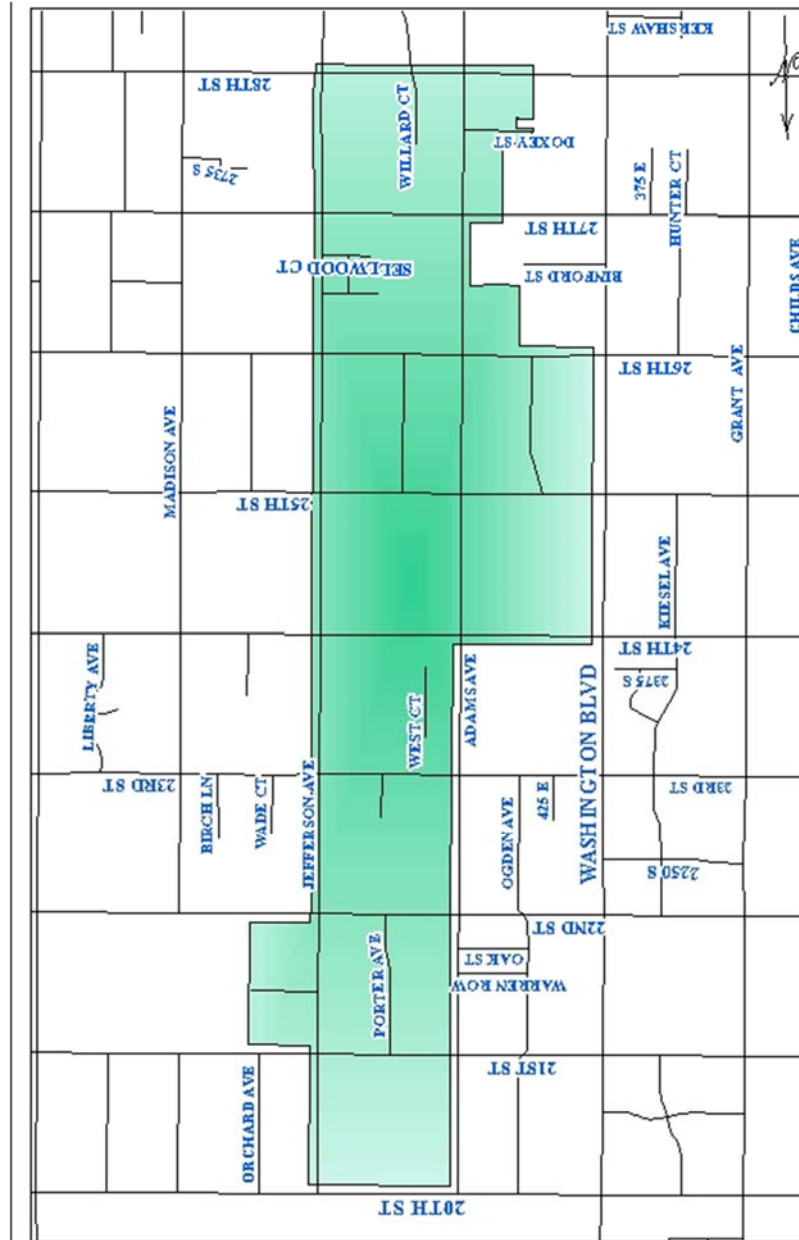 KERSHAW ST
28TH ST
WILLARD CT
DOXEY ST
2735 S
375 E
HUNTER CT
27TH ST
SELLWOOD CT
BINFORD ST
CHILDS AVE
26TH ST
GRANT AVE
MADISON AVE
25TH ST
KIESEL AVE
24TH ST
LIBERTY AVE
2375 S
WEST CT
ADAMS AVE
WASHINGTON BLVD
23RD ST
23RD ST
BIRCH LN
WADE CT
JEFFERSON AVE
OGDEN AVE
425 E
2250 S
22ND ST
PORTER AVE
OAK ST
WARREN ROW
21ST ST
ORCHARD AVE
20TH ST